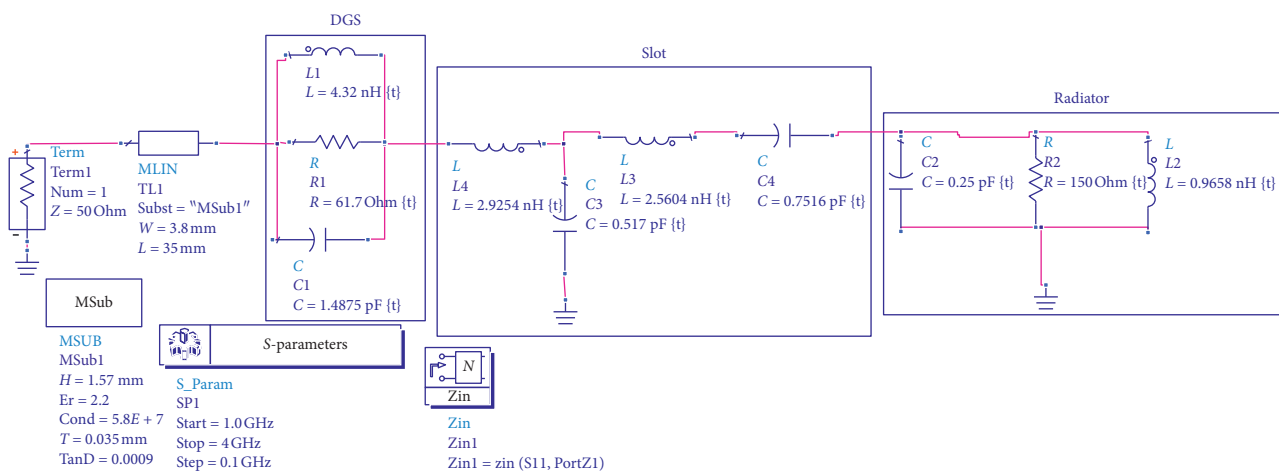 DGS
L1
L = 4.32 nH {t}
R
R1
R = 61.7 Ohm {t}
C
C1
C = 1.4875 pF {t}
Slot
L
L4
L = 2.9254 nH {t}
C
C3
C = 0.517 pF {t}
L
L3
L = 2.5604 nH {t}
C
C4
C = 0.7516 pF {t}
Radiator
C
C2
C = 0.25 pF {t}
R
R2
R = 150 Ohm {t}
L
L2
L = 0.9658 nH {t}
+
Term
Term1
Num = 1
Z = 50 Ohm
-
MLIN
TL1
Subst = "MSub1"
W = 3.8 mm
L = 35 mm
MSub
MSUB
MSub1
H = 1.57 mm
Er = 2.2
Cond = 5.8E + 7
T = 0.035 mm
TanD = 0.0009
S-parameters
S_Param
SP1
Start = 1.0 GHz
Stop = 4 GHz
Step = 0.1 GHz
N
Zin
Zin
Zin1
Zin1 = zin (S11, PortZ1)